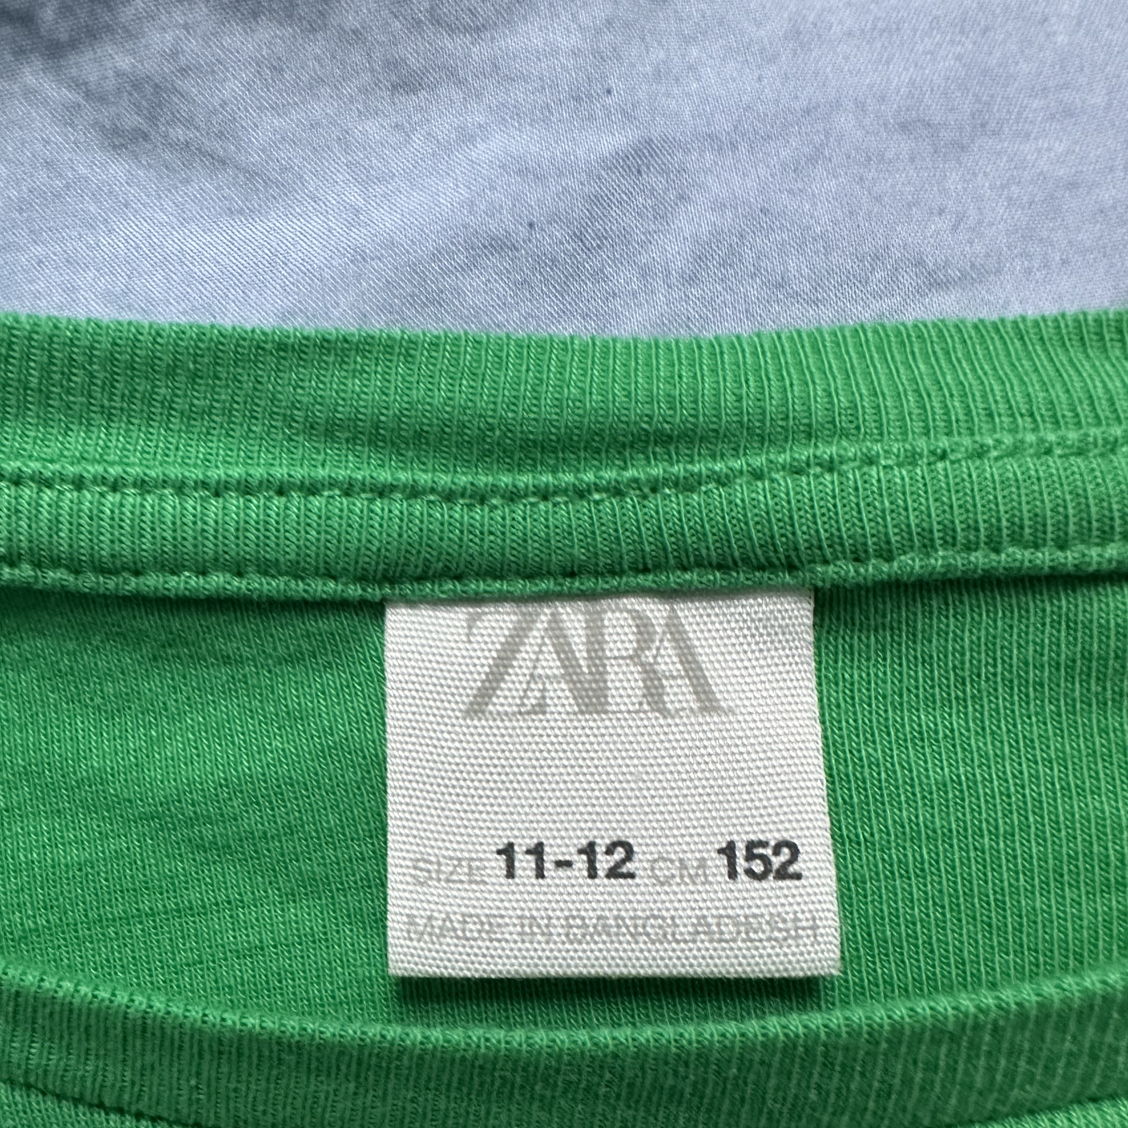 ZARA
SIZE 11-12 CM 152
MADE IN BANGLADESH